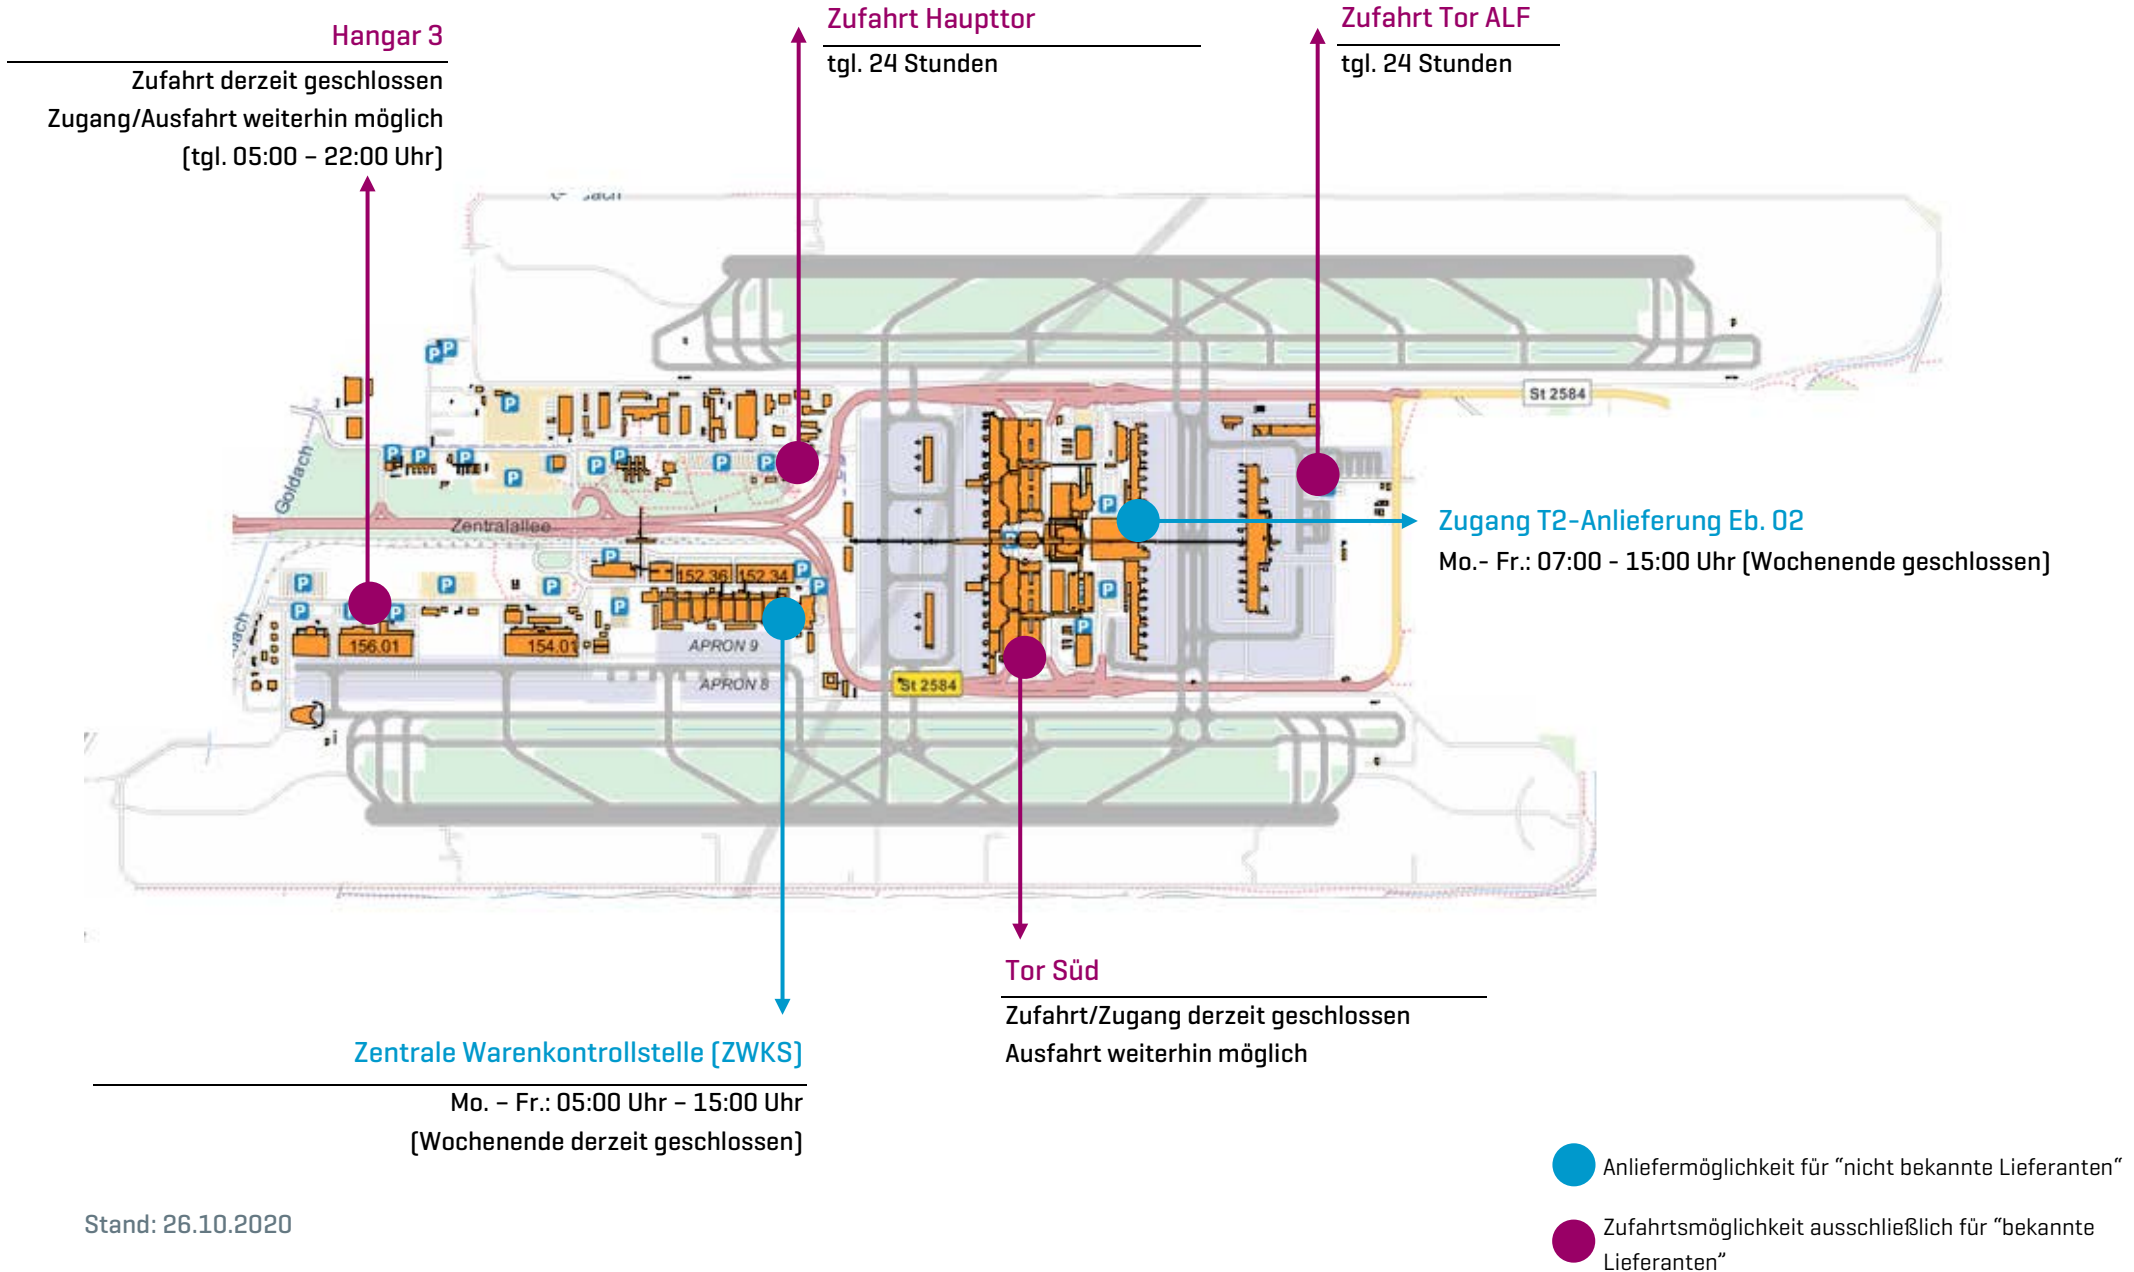 Hangar 3
Zufahrt derzeit geschlossen
Zugang/Ausfahrt weiterhin möglich
(tgl. 05:00 – 22:00 Uhr)
Zufahrt Haupttor
tgl. 24 Stunden
Zufahrt Tor ALF
tgl. 24 Stunden
P P
St 2584
P
P P P
P P P P
P
Goldach
P
Zentralallee
P
Zugang T2-Anlieferung Eb. 02
Mo.- Fr.: 07:00 - 15:00 Uhr (Wochenende geschlossen)
P
152.36 152.34 P
P P P P
P P P
P
P
156.01
154.01
APRON 9
APRON 8
St 2584
Tor Süd
Zufahrt/Zugang derzeit geschlossen
Ausfahrt weiterhin möglich
Zentrale Warenkontrollstelle (ZWKS)
Mo. – Fr.: 05:00 Uhr – 15:00 Uhr
(Wochenende derzeit geschlossen)
Anliefermöglichkeit für “nicht bekannte Lieferanten“
Zufahrtsmöglichkeit ausschließlich für “bekannte
Lieferanten“
Stand: 26.10.2020